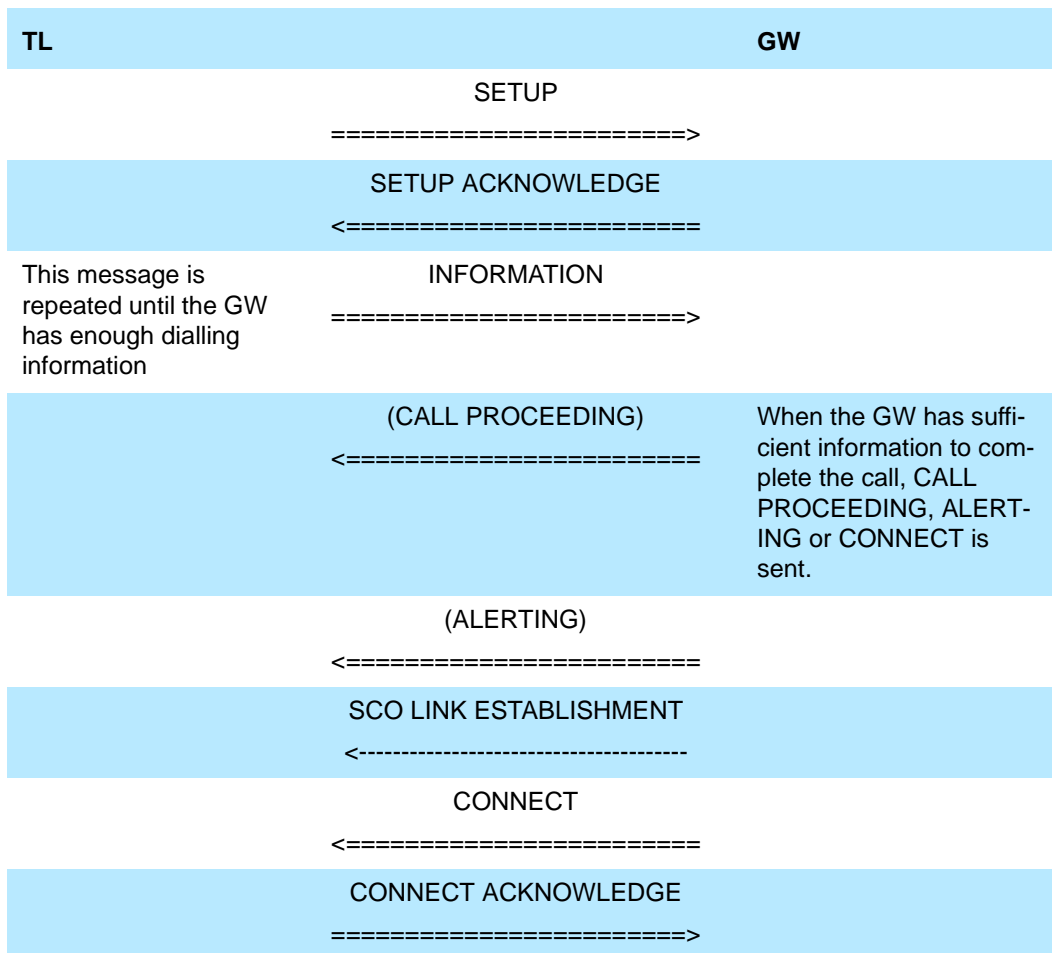 TL GW
SETUP
========================>
SETUP ACKNOWLEDGE
<========================
This message is
repeated until the GW
has enough dialling
information
INFORMATION
========================>
(CALL PROCEEDING)
<========================
When the GW has suffi-
cient information to com-
plete the call, CALL
PROCEEDING, ALERT-
ING or CONNECT is
sent.
(ALERTING)
<========================
SCO LINK ESTABLISHMENT
<---------------------------------------
CONNECT
<========================
CONNECT ACKNOWLEDGE
========================>